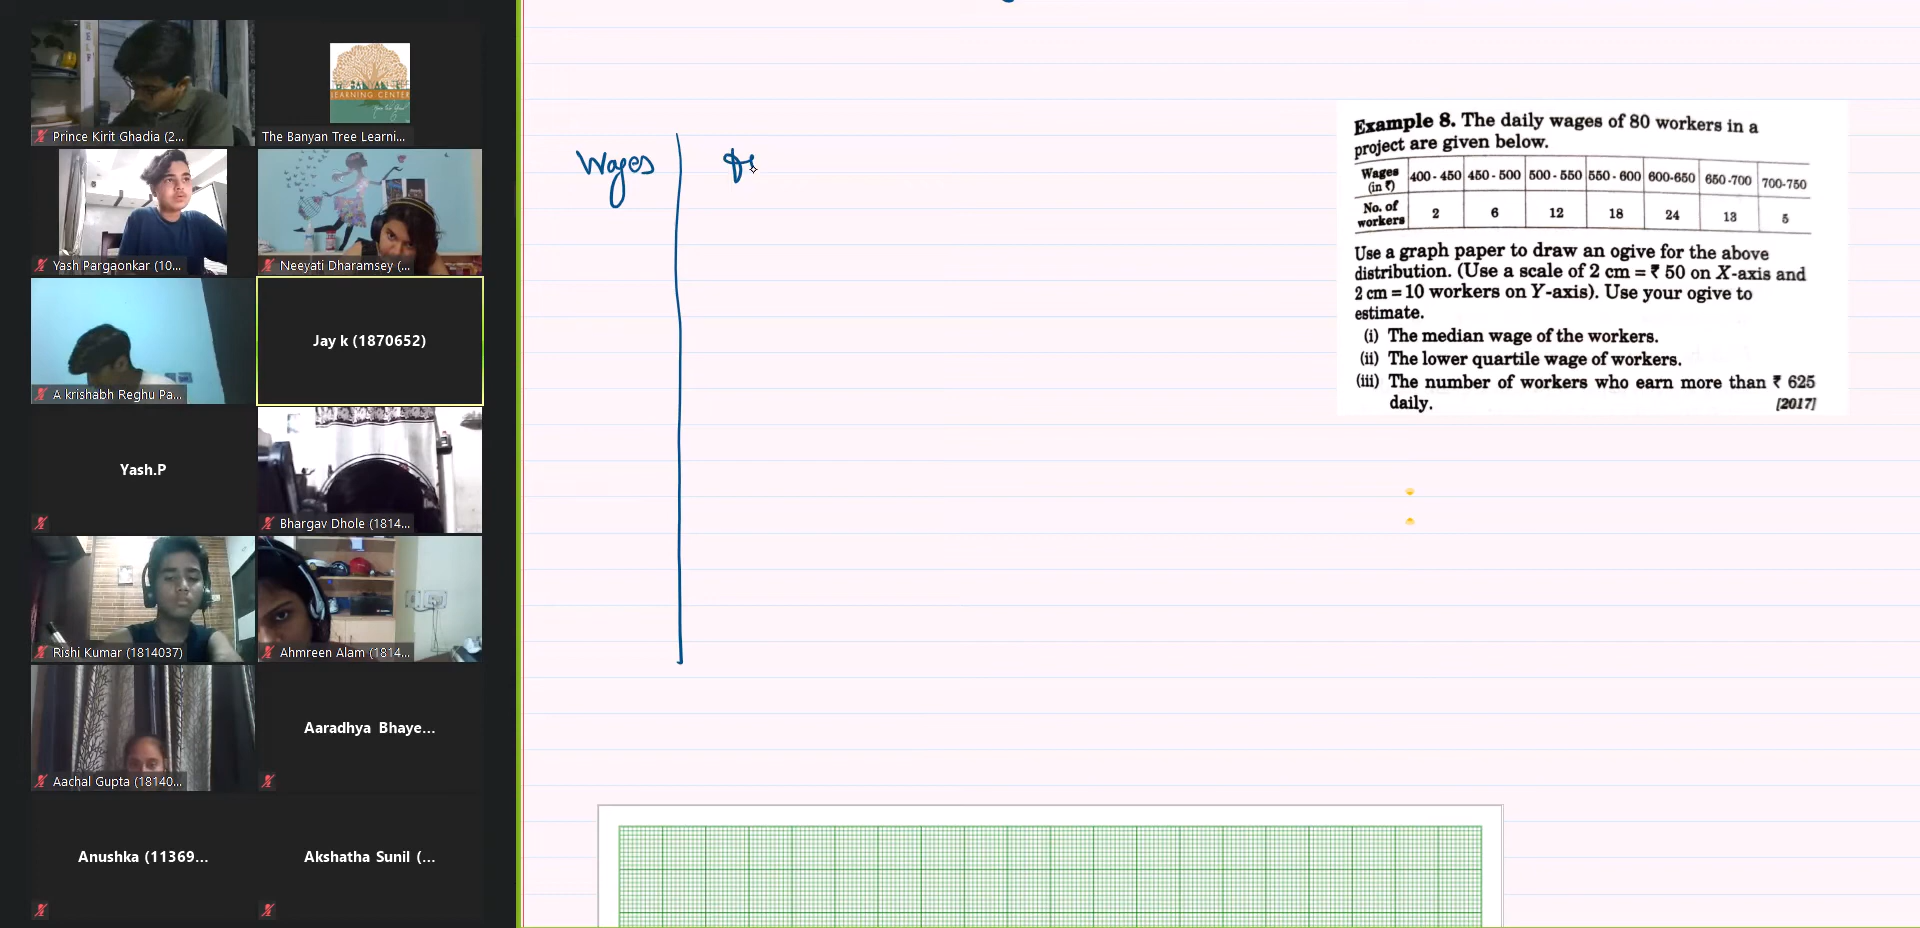 Prince Kirit Ghadia (2...
LEARNING CENTER
The Banyan Tree Learni...
Yash Pargaonkar (10...
Neeyati Dharamsey (...
A krishabh Reghu Pa...
Jay k (1870652)
Yash.P
Bhargav Dhole (1814...
Rishi Kumar (1814037)
Ahmreen Alam (1814...
Aachal Gupta (18140...
Aaradhya Bhaye...
Anushka (11369...
Akshatha Sunil (...
Wages
Example 8. The daily wages of 80 workers in a
project are given below.
Wages (in ₹) 400 - 450 450 - 500 500 - 550 550 - 600 600-650 650 -700 700-750
No. of workers 2 6 12 18 24 13 5
Use a graph paper to draw an ogive for the above
distribution. (Use a scale of 2 cm = ₹ 50 on X-axis and
2 cm = 10 workers on Y-axis). Use your ogive to
estimate.
(i) The median wage of the workers.
(ii) The lower quartile wage of workers.
(iii) The number of workers who earn more than ₹ 625
daily. [2017]